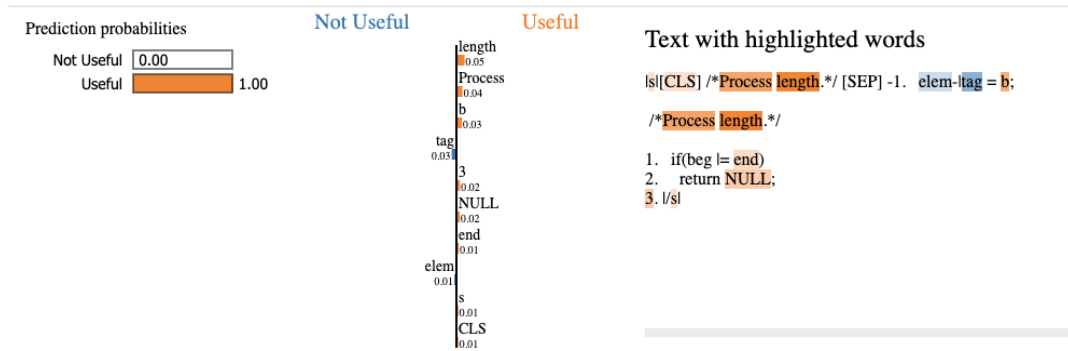 Prediction probabilities
Not Useful 0.00
Useful 1.00
Not Useful Useful
length
0.05
Process
0.04
b
0.03
tag
0.03
3
0.02
NULL
0.02
end
0.01
elem
0.01
s
0.01
CLS
0.01
Text with highlighted words
|s|[CLS] /*Process length.*/ [SEP] -1. elem-|tag = b;
/*Process length.*/
1. if(beg |= end)
2. return NULL;
3. |/s|